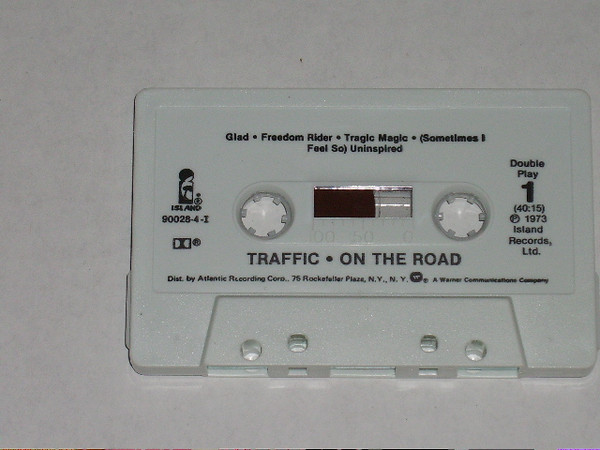 Glad • Freedom Rider • Tragic Magic • (Sometimes I
Feel So) Uninspired
ISLAND®
90028-4-I
Double
Play
1
(40:15)
℗ 1973
Island
Records,
Ltd.
100 50 0
TRAFFIC • ON THE ROAD
Dist. by Atlantic Recording Corp., 75 Rockefeller Plaza, N.Y., N. Y. ® A Warner Communications Company